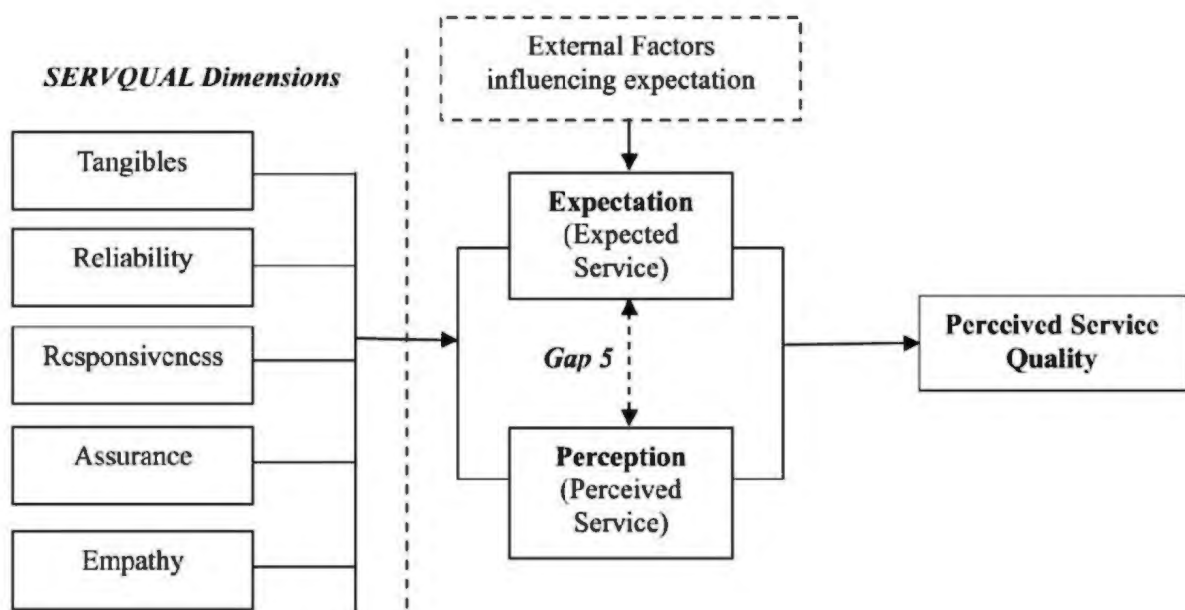 SERVQUAL Dimensions
Tangibles
Reliability
Responsiveness
Assurance
Empathy
External Factors
influencing expectation
Expectation
(Expected
Service)
Gap 5
Perception
(Perceived
Service)
Perceived Service
Quality